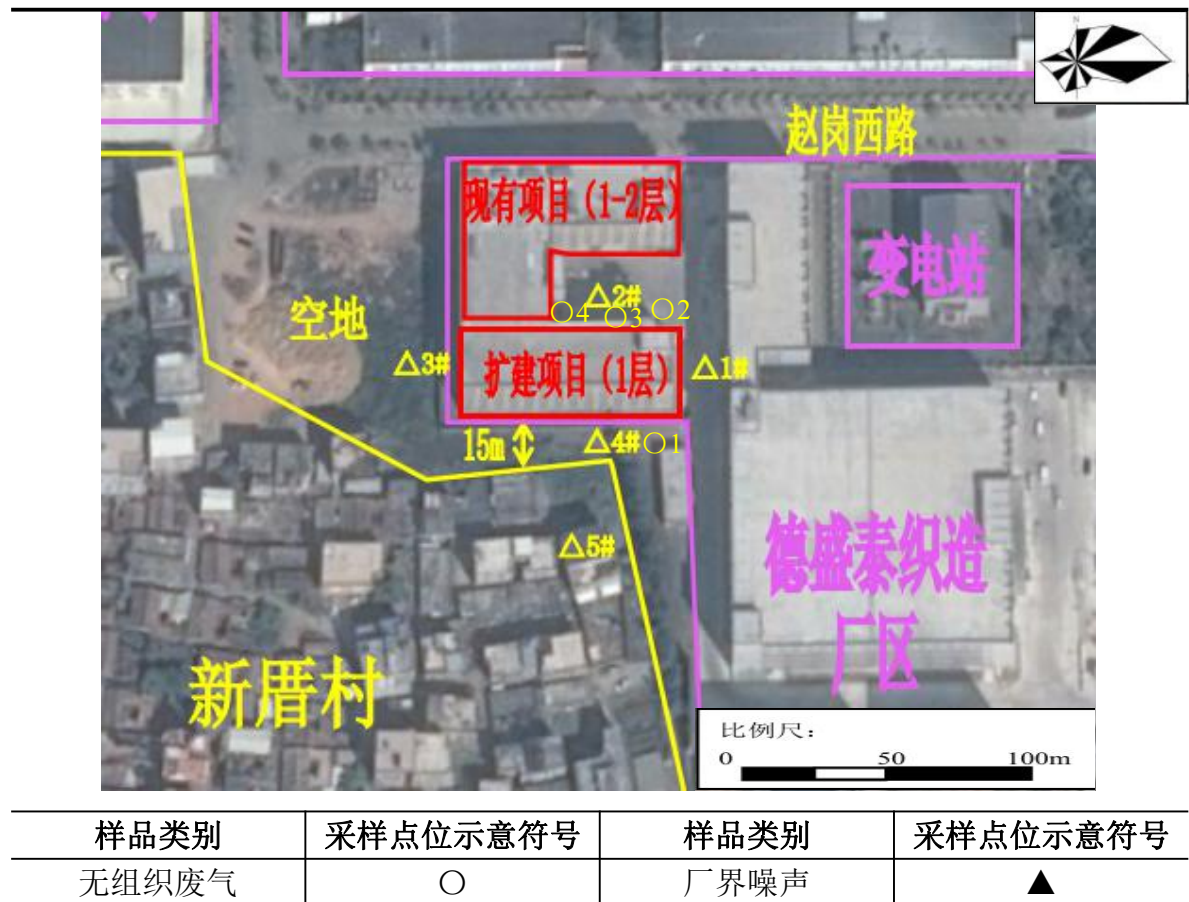 N
赵岗西路
现有项目（1-2层）
变电站
△2#
○4 ○3 ○2
空地
△3#
扩建项目（1层）
△1#
15m
△4# ○1
△5#
德盛泰织造
厂区
新厝村
比例尺：
0 50 100m
样品类别 采样点位示意符号 样品类别 采样点位示意符号
无组织废气 ○ 厂界噪声 ▲